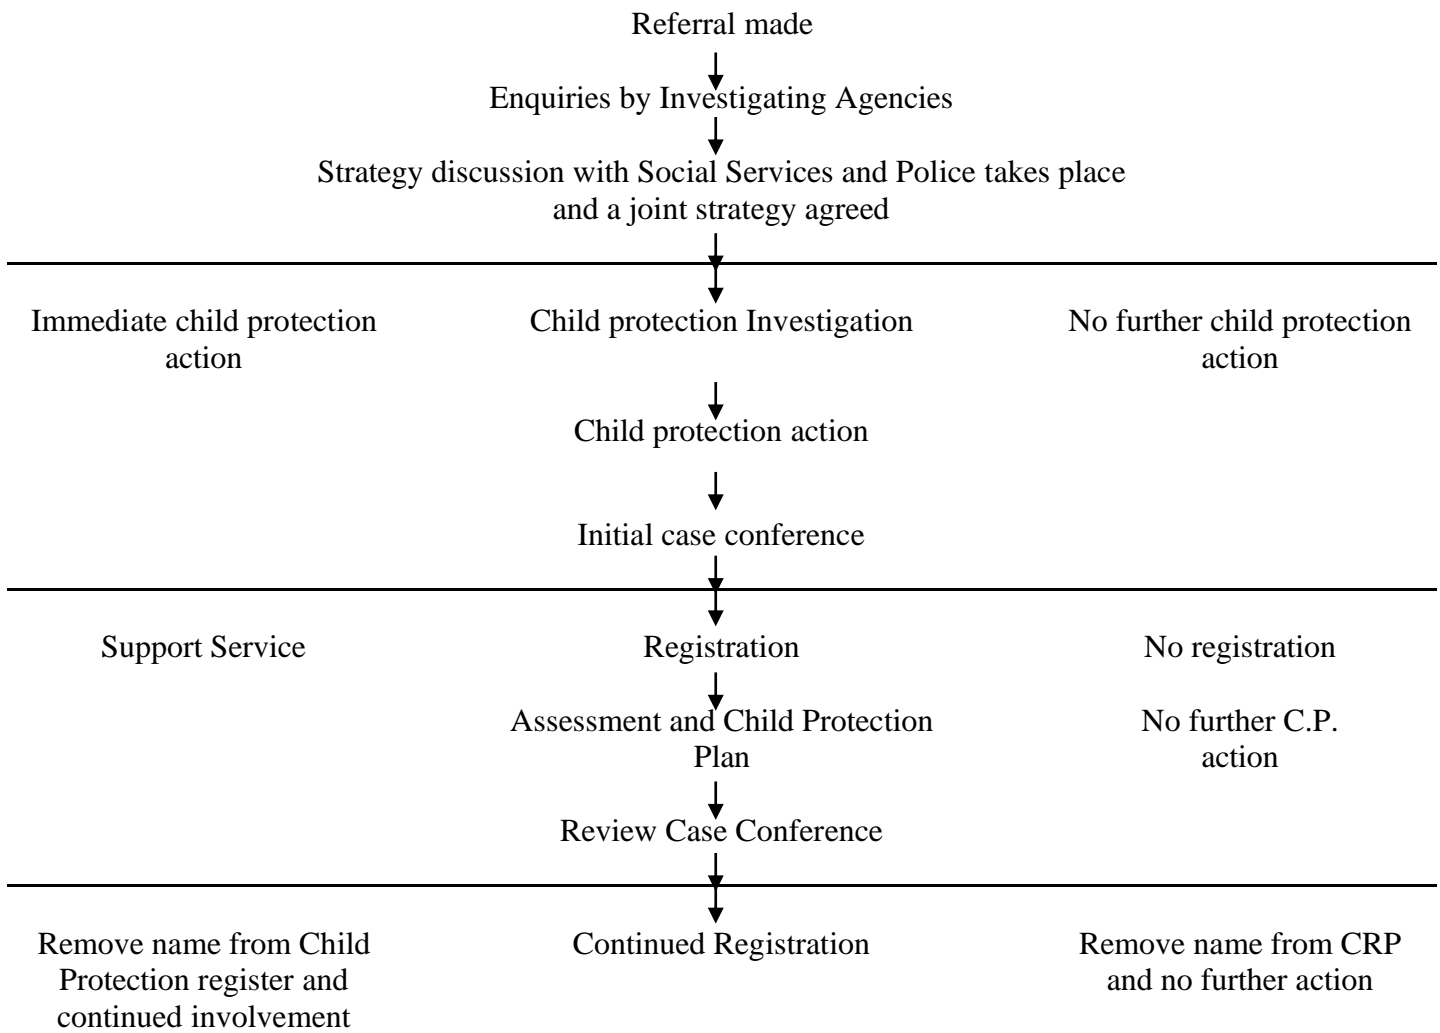 Referral made
Enquiries by Investigating Agencies
Strategy discussion with Social Services and Police takes place
and a joint strategy agreed
Immediate child protection
action
Child protection Investigation
No further child protection
action
Child protection action
Initial case conference
Support Service
Registration
No registration
Assessment and Child Protection
Plan
No further C.P.
action
Review Case Conference
Remove name from Child
Protection register and
continued involvement
Continued Registration
Remove name from CRP
and no further action